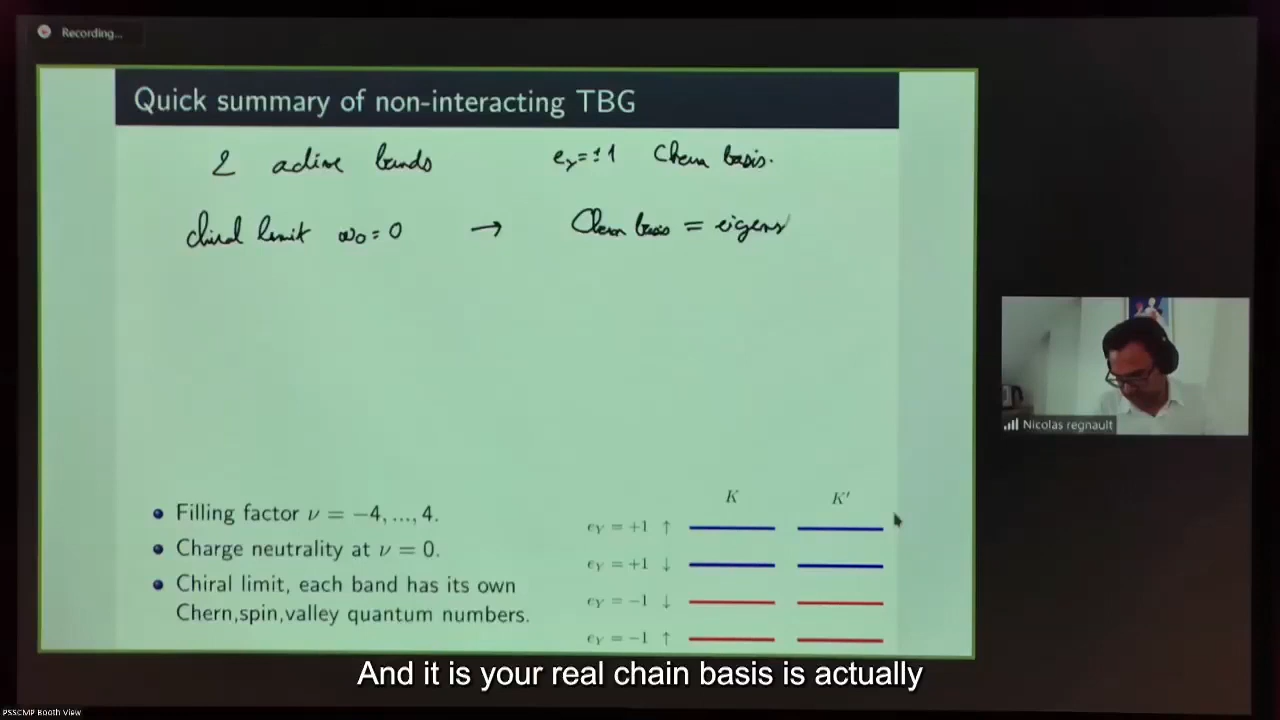 Recording...
Quick summary of non-interacting TBG
2 active bands
e_Y = ±1 Chern basis.
chiral limit w₀ = 0 → Chern basis = eigens
K K′
Filling factor ν = −4, ..., 4.
e_Y = +1 ↑
Charge neutrality at ν = 0.
e_Y = +1 ↓
Chiral limit, each band has its own
Chern,spin,valley quantum numbers.
e_Y = −1 ↓
e_Y = −1 ↑
Nicolas regnault
And it is your real chain basis is actually
PSSCMP Booth View